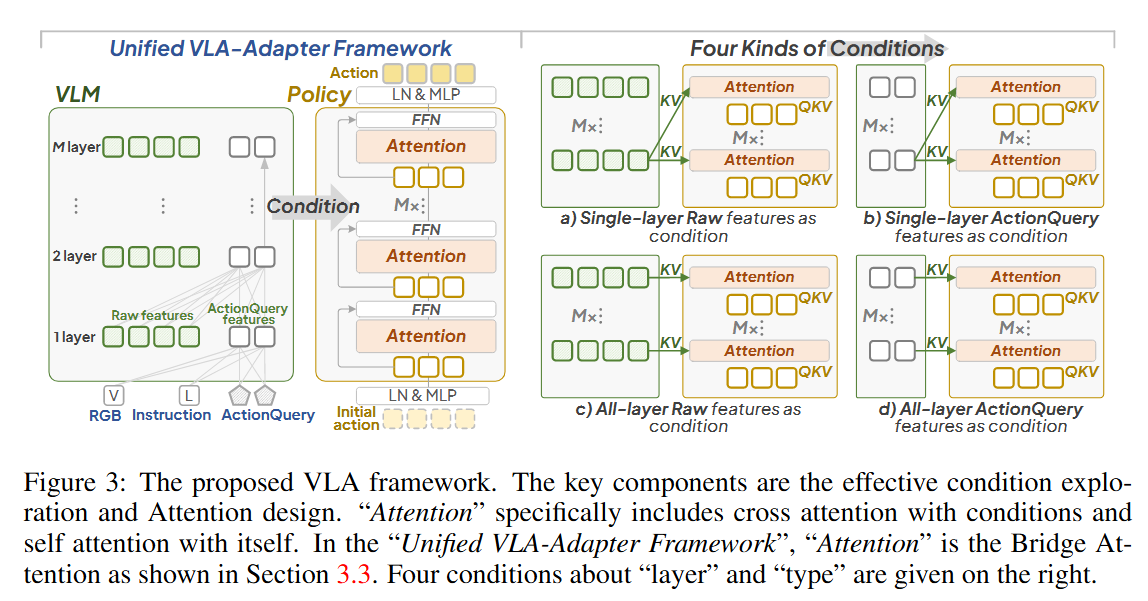 Unified VLA-Adapter Framework
VLM
Policy
Action
LN & MLP
FFN
Attention
M layer
⋮ ⋮ ⋮
Condition
M×⋮
FFN
2 layer
Attention
Raw features
ActionQuery
features
FFN
1 layer
Attention
V
L
LN & MLP
RGB Instruction ActionQuery
Initial
action
Four Kinds of Conditions
Attention
KV
QKV
M×⋮
M×⋮
KV
Attention
QKV
a) Single-layer Raw features as
condition
Attention
KV
QKV
M×⋮
M×⋮
KV
Attention
QKV
b) Single-layer ActionQuery
features as condition
KV
Attention
QKV
M×⋮
M×⋮
KV
Attention
QKV
c) All-layer Raw features as
condition
KV
Attention
QKV
M×⋮
M×⋮
KV
Attention
QKV
d) All-layer ActionQuery
features as condition
Figure 3: The proposed VLA framework. The key components are the effective condition explo-
ration and Attention design. “Attention” specifically includes cross attention with conditions and
self attention with itself. In the “Unified VLA-Adapter Framework”, “Attention” is the Bridge At-
tention as shown in Section 3.3. Four conditions about “layer” and “type” are given on the right.